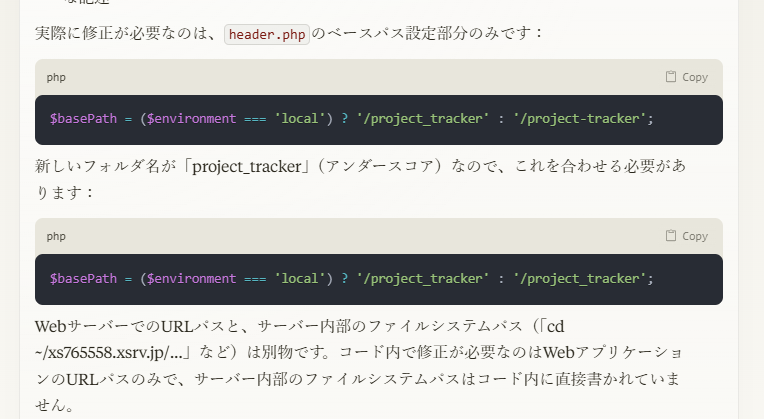 な記述
実際に修正が必要なのは、header.phpのベースパス設定部分のみです：
php
Copy
$basePath = ($environment === 'local') ? '/project_tracker' : '/project-tracker';
新しいフォルダ名が「project_tracker」（アンダースコア）なので、これを合わせる必要があ
ります：
php
Copy
$basePath = ($environment === 'local') ? '/project_tracker' : '/project_tracker';
WebサーバーでのURLパスと、サーバー内部のファイルシステムパス（「cd
~/xs765558.xsrv.jp/...」など）は別物です。コード内で修正が必要なのはWebアプリケーショ
ンのURLパスのみで、サーバー内部のファイルシステムパスはコード内に直接書かれていま
せん。